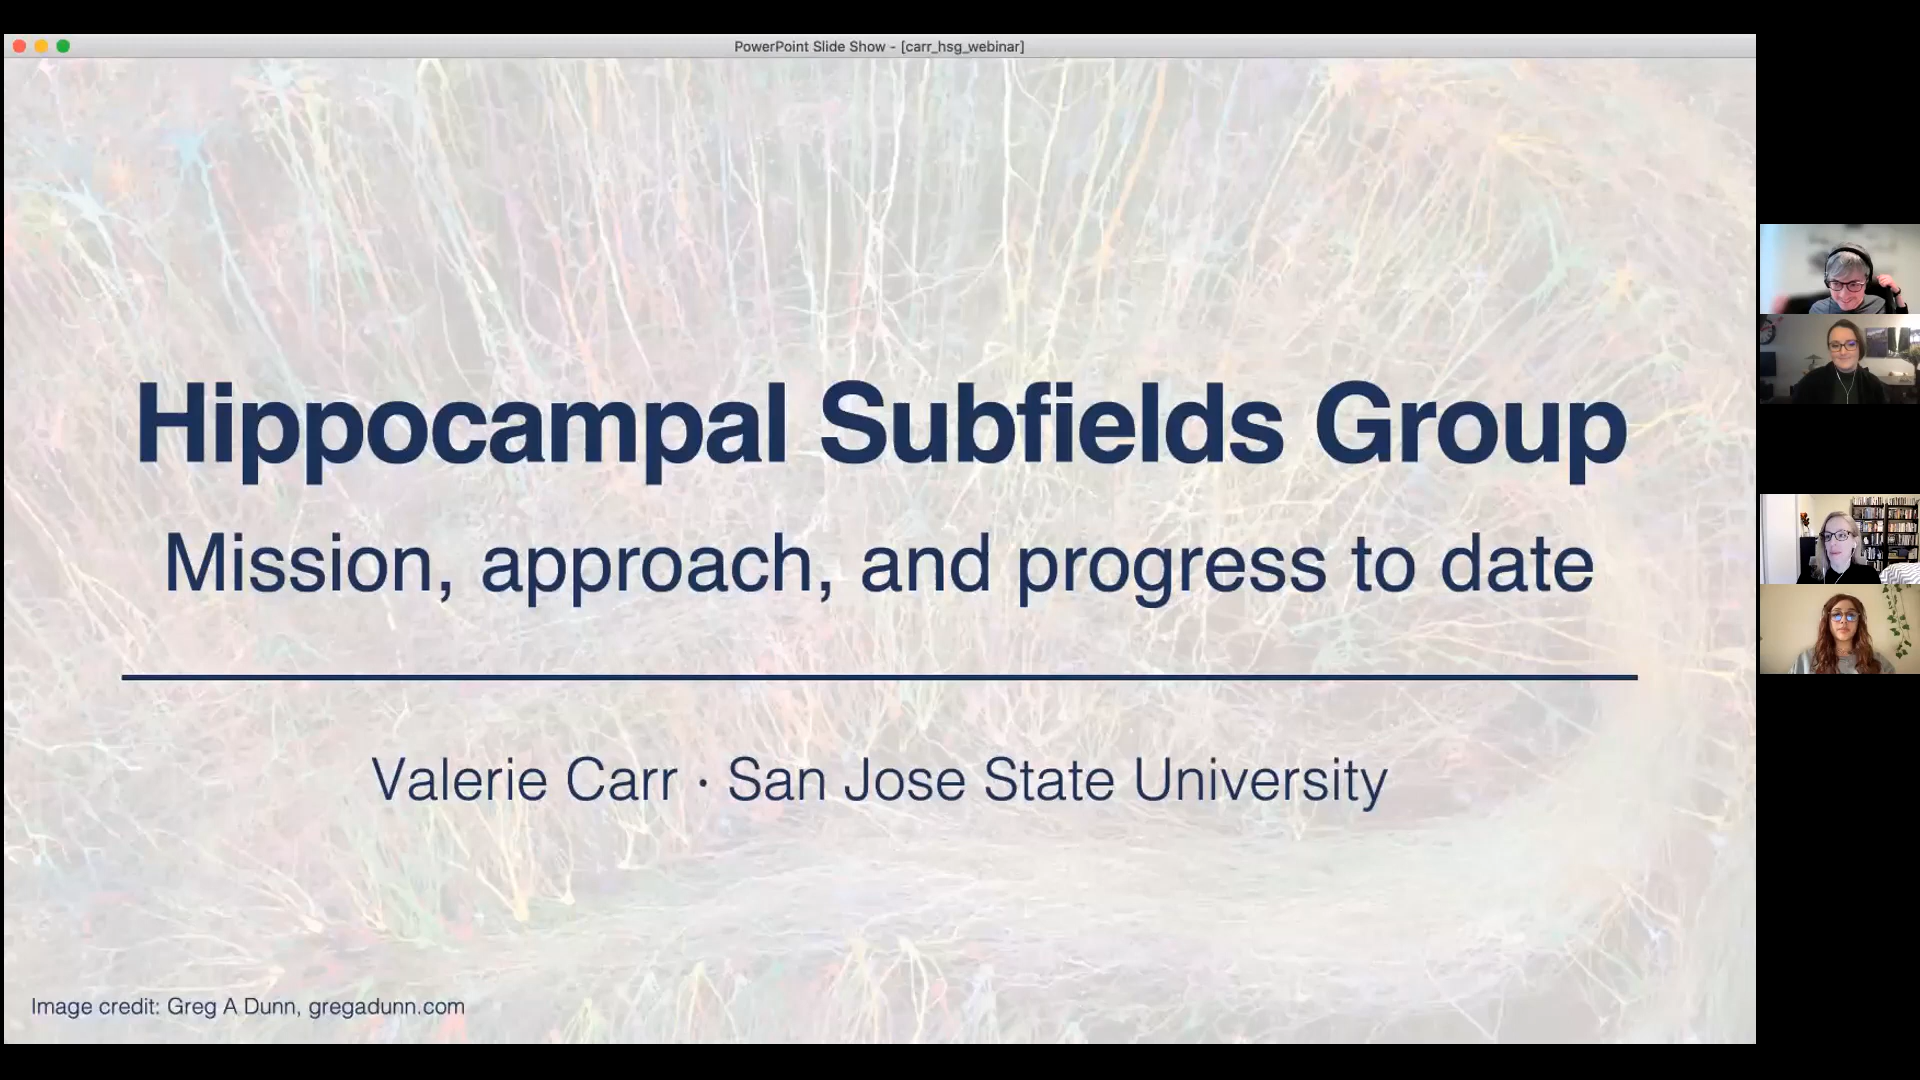 PowerPoint Slide Show - [carr_hsg_webinar]
Hippocampal Subfields Group
Mission, approach, and progress to date
Valerie Carr · San Jose State University
Image credit: Greg A Dunn, gregadunn.com